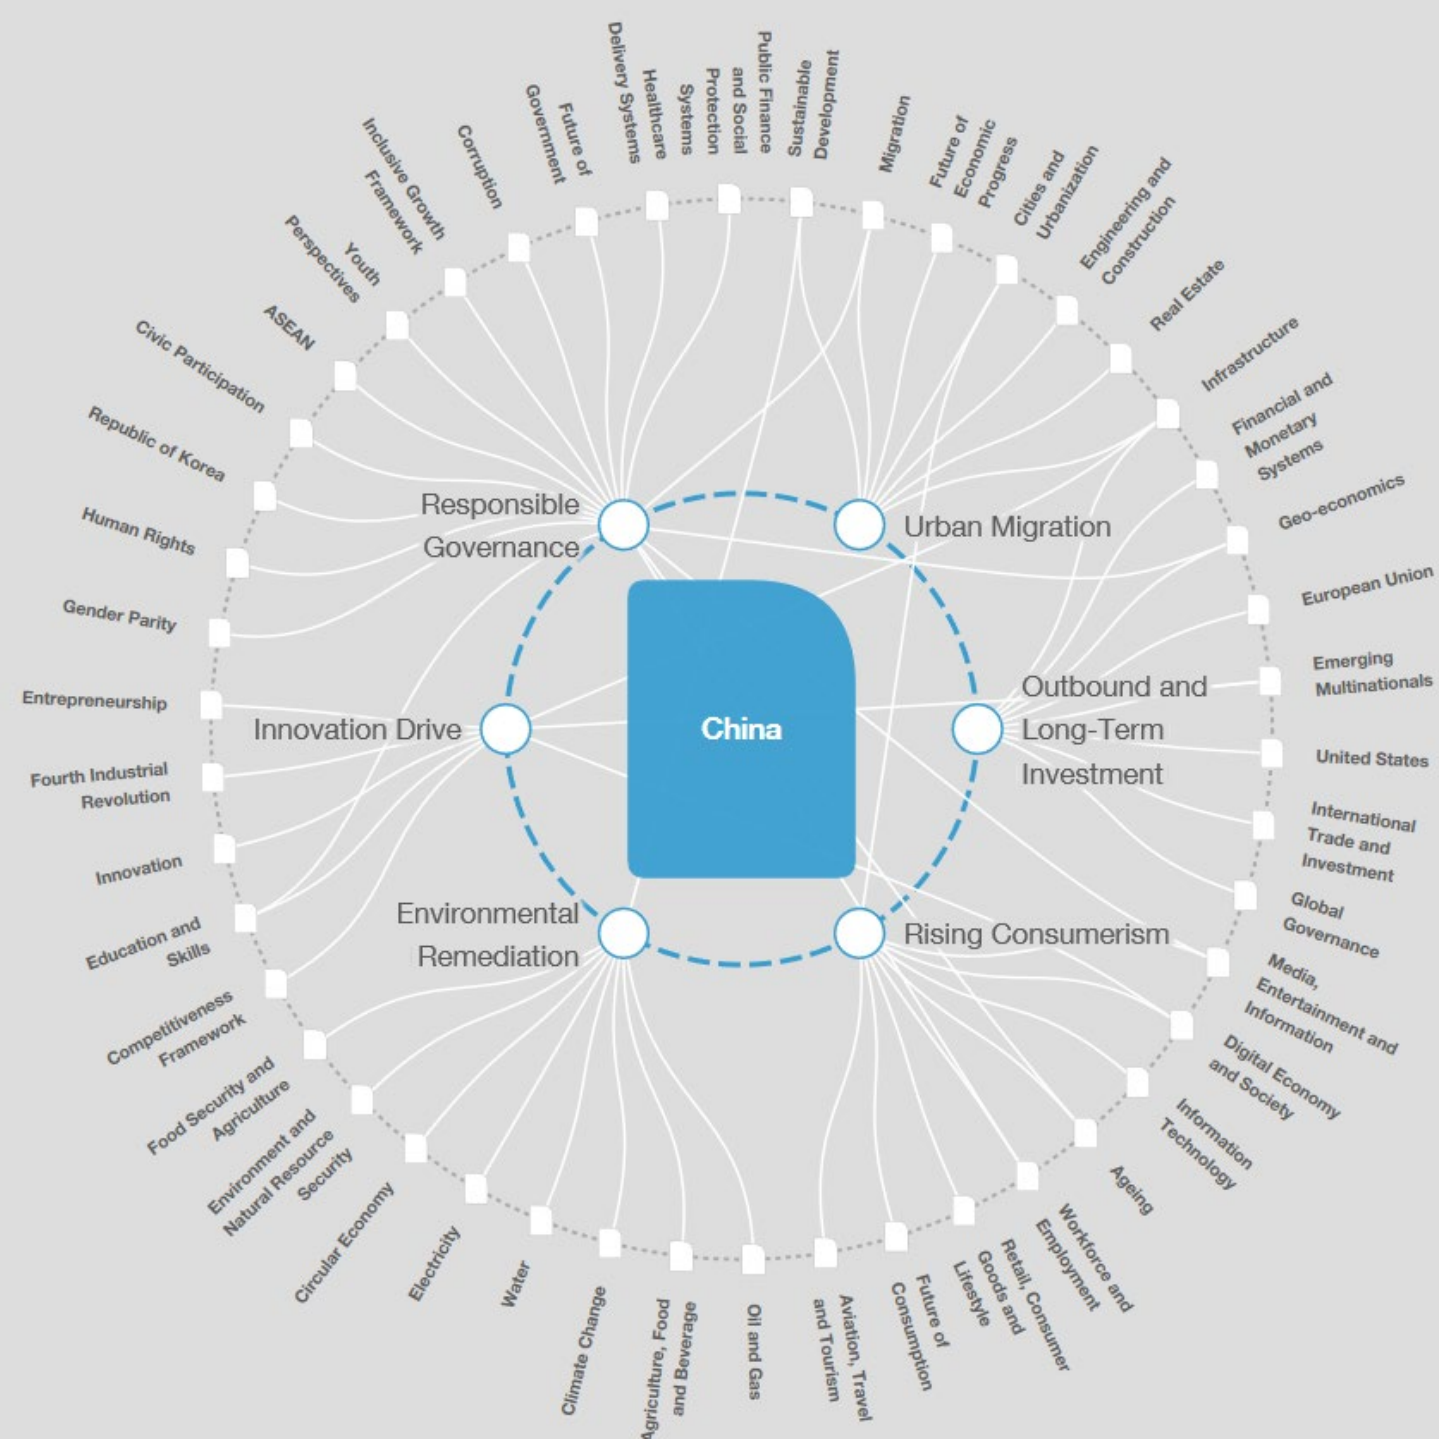 China
Responsible
Governance
Urban Migration
Outbound and
Long-Term
Investment
Rising Consumerism
Environmental
Remediation
Innovation Drive
Public Finance
and Social
Protection
Systems
Sustainable
Development
Migration
Future of
Economic
Progress
Cities and
Urbanization
Engineering and
Construction
Real Estate
Infrastructure
Financial and
Monetary
Systems
Geo-economics
European Union
Emerging
Multinationals
United States
International
Trade and
Investment
Global
Governance
Media,
Entertainment and
Information
Digital Economy
and Society
Information
Technology
Ageing
Workforce and
Employment
Retail, Consumer
Goods and
Lifestyle
Future of
Consumption
Aviation, Travel
and Tourism
Oil and Gas
Agriculture, Food
and Beverage
Climate Change
Water
Electricity
Circular Economy
Environment and
Natural Resource
Security
Food Security and
Agriculture
Competitiveness
Framework
Education and
Skills
Innovation
Fourth Industrial
Revolution
Entrepreneurship
Gender Parity
Human Rights
Republic of Korea
Civic Participation
ASEAN
Youth
Perspectives
Inclusive Growth
Framework
Corruption
Future of
Government
Healthcare
Delivery Systems